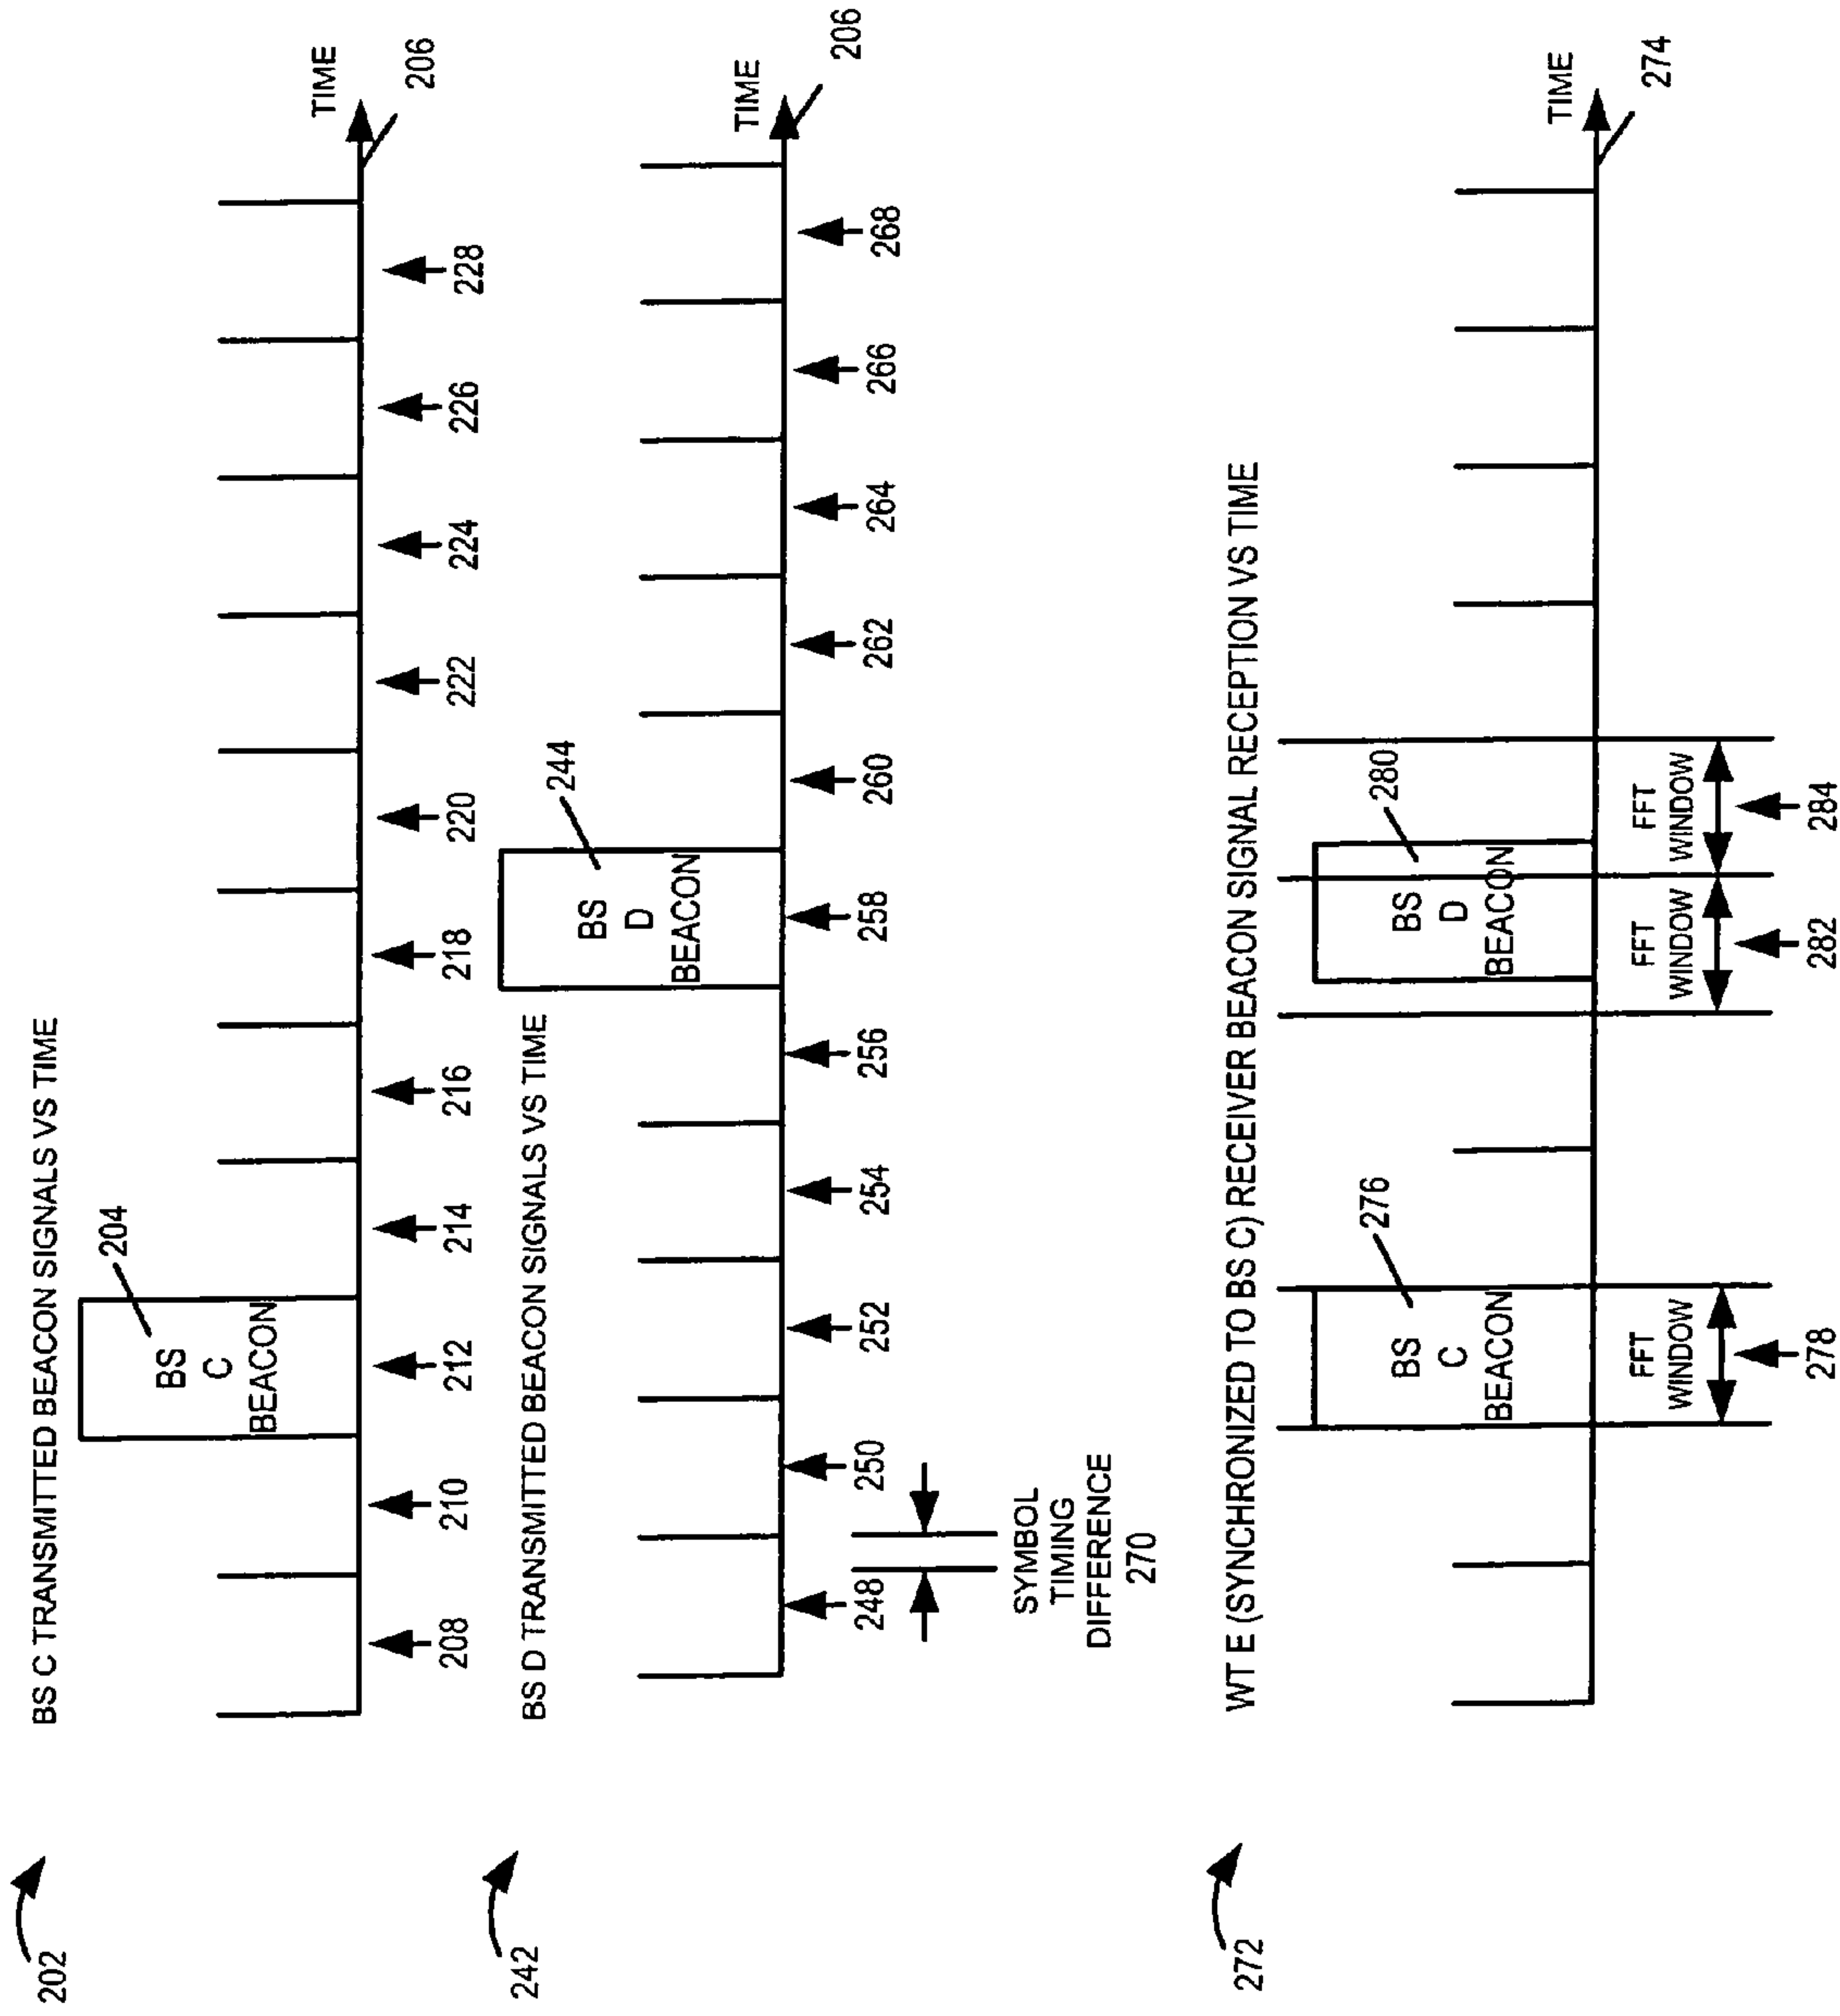 202
BS C TRANSMITTED BEACON SIGNALS VS TIME
204
BS
C
BEACON
TIME
206
208
210
212
214
216
218
220
222
224
226
228
242
BS D TRANSMITTED BEACON SIGNALS VS TIME
244
BS
D
BEACON
TIME
206
248
250
252
254
256
258
260
262
264
266
268
SYMBOL
TIMING
DIFFERENCE
270
272
WT E (SYNCHRONIZED TO BS C) RECEIVER BEACON SIGNAL RECEPTION VS TIME
276
BS
C
BEACON
280
BS
D
BEACON
TIME
274
FFT
WINDOW
278
FFT
WINDOW
282
FFT
WINDOW
284